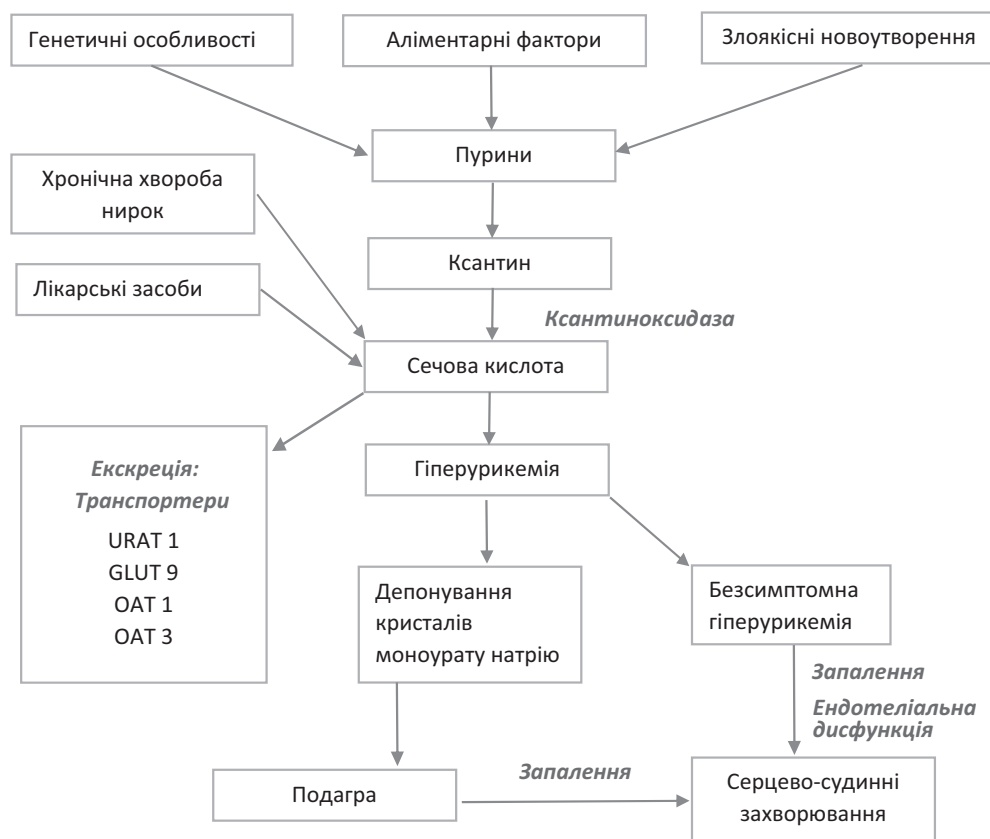 Генетичні особливості
Аліментарні фактори
Злоякісні новоутворення
Пурини
Хронічна хвороба
нирок
Ксантин
Лікарські засоби
Ксантиноксидаза
Сечова кислота
Екскреція:
Транспортери
URAT 1
GLUT 9
OAT 1
OAT 3
Гіперурикемія
Депонування
кристалів
моноурату натрію
Безсимптомна
гіперурикемія
Запалення
Ендотеліальна
дисфункція
Подагра
Запалення
Серцево-судинні
захворювання